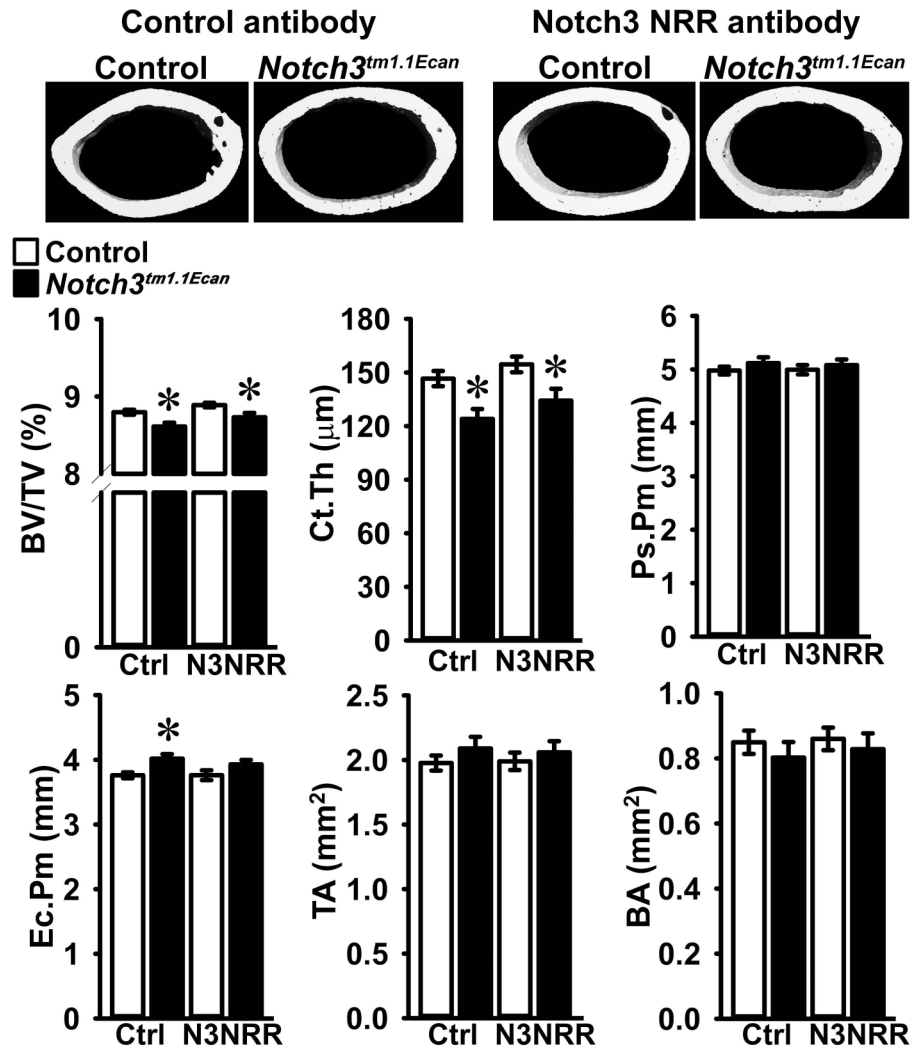 Control antibody
Notch3 NRR antibody
Control
Notch3tm1.1Ecan
Control
Notch3tm1.1Ecan
Control
Notch3tm1.1Ecan
BV/TV (%)
10
9
8
0
*
*
Ctrl
N3NRR
Ct.Th (μm)
180
150
120
90
60
30
0
*
*
Ctrl
N3NRR
Ps.Pm (mm)
6
5
4
3
2
1
0
Ctrl
N3NRR
Ec.Pm (mm)
5
4
3
2
1
0
*
Ctrl
N3NRR
TA (mm²)
2.5
2.0
1.5
1.0
0.5
0.0
Ctrl
N3NRR
BA (mm²)
1.0
0.8
0.6
0.4
0.2
0.0
Ctrl
N3NRR